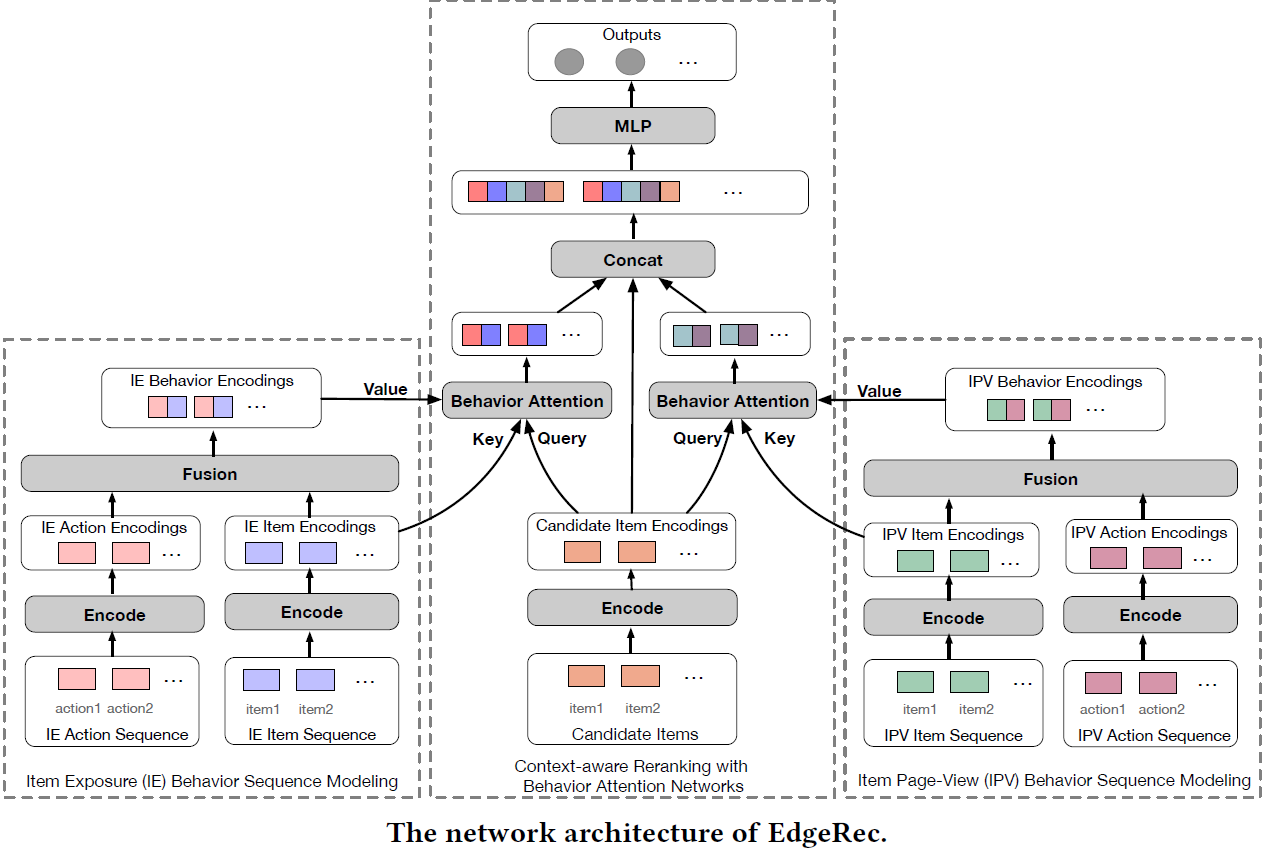 Outputs
...
MLP
...
Concat
...
...
IE Behavior Encodings
...
Value
Behavior Attention
Behavior Attention
Value
IPV Behavior Encodings
...
Key
Query
Query
Key
Fusion
Fusion
IE Action Encodings
...
IE Item Encodings
...
Candidate Item Encodings
...
IPV Item Encodings
...
IPV Action Encodings
...
Encode
Encode
Encode
Encode
Encode
...
action1 action2
IE Action Sequence
...
item1 item2
IE Item Sequence
...
item1 item2
Candidate Items
...
item1 item2
IPV Item Sequence
...
action1 action2
IPV Action Sequence
Item Exposure (IE) Behavior Sequence Modeling
Context-aware Reranking with
Behavior Attention Networks
Item Page-View (IPV) Behavior Sequence Modeling
The network architecture of EdgeRec.